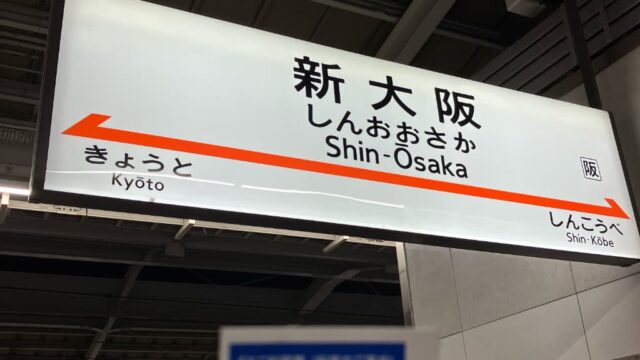 新大阪
しんおおさか
Shin-Ōsaka
阪
きょうと
Kyōto
しんこうべ
Shin-Kōbe